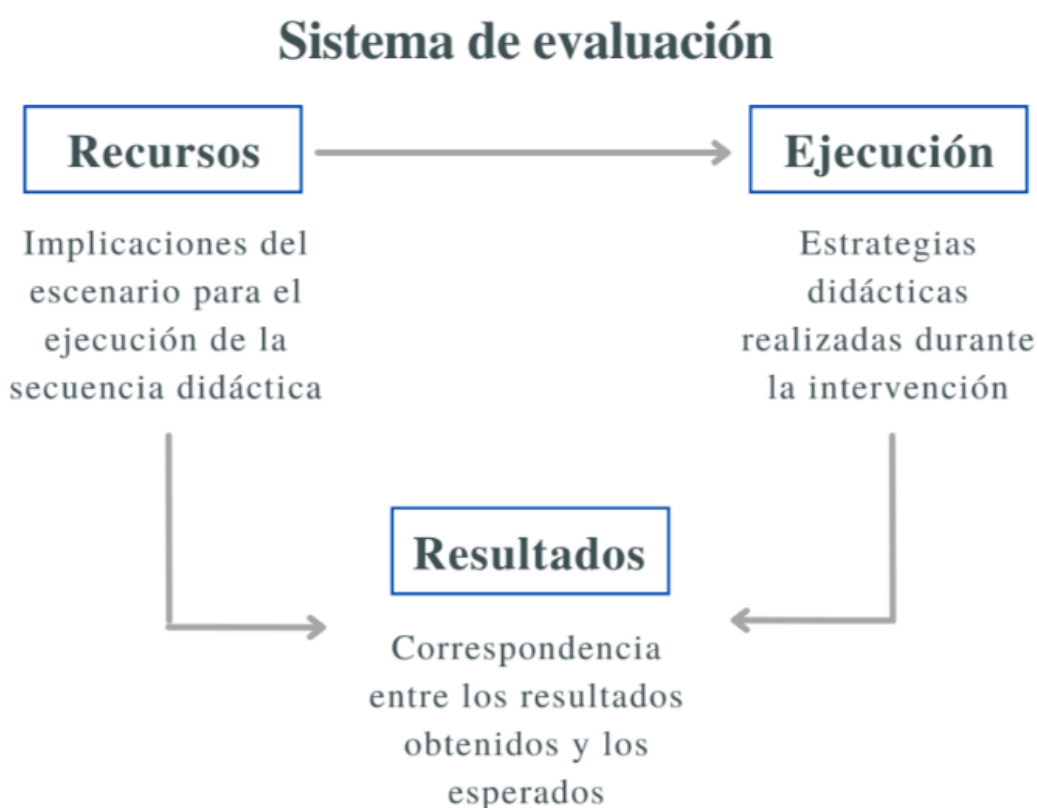 Sistema de evaluación
Recursos
Ejecución
Implicaciones del
escenario para el
ejecución de la
secuencia didáctica
Estrategias
didácticas
realizadas durante
la intervención
Resultados
Correspondencia
entre los resultados
obtenidos y los
esperados